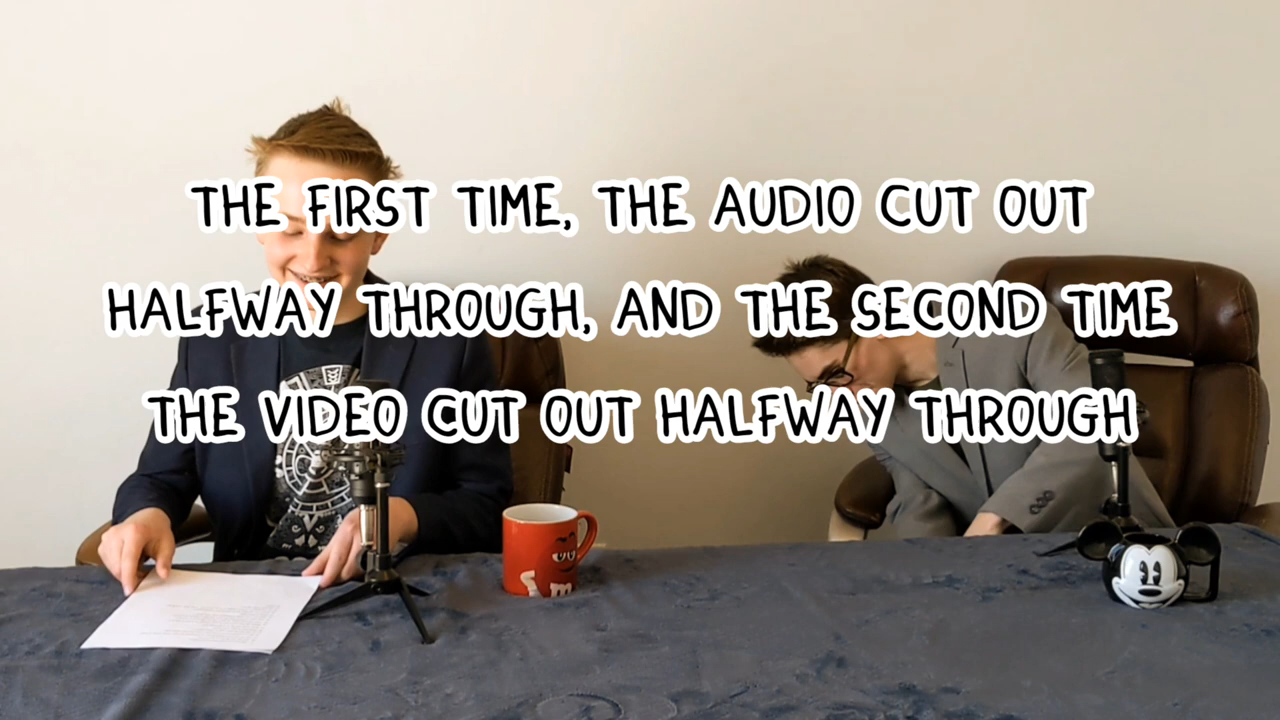 THE FIRST TIME, THE AUDIO CUT OUT
HALFWAY THROUGH, AND THE SECOND TIME
THE VIDEO CUT OUT HALFWAY THROUGH
m